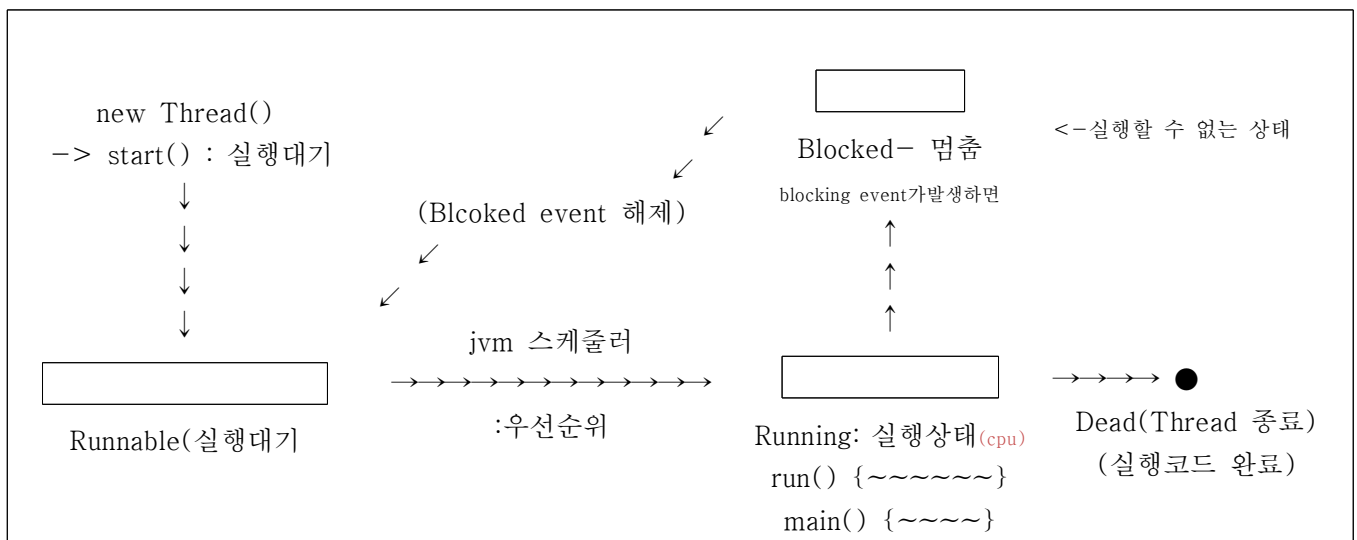 new Thread()
-> start() : 실행대기
Blocked- 멈춤
<-실행할 수 없는 상태
blocking event가발생하면
(Blcoked event 해제)
jvm 스케줄러
:우선순위
Runnable(실행대기
Running: 실행상태(cpu)
run() {~~~~~~}
main() {~~~~}
Dead(Thread 종료)
(실행코드 완료)